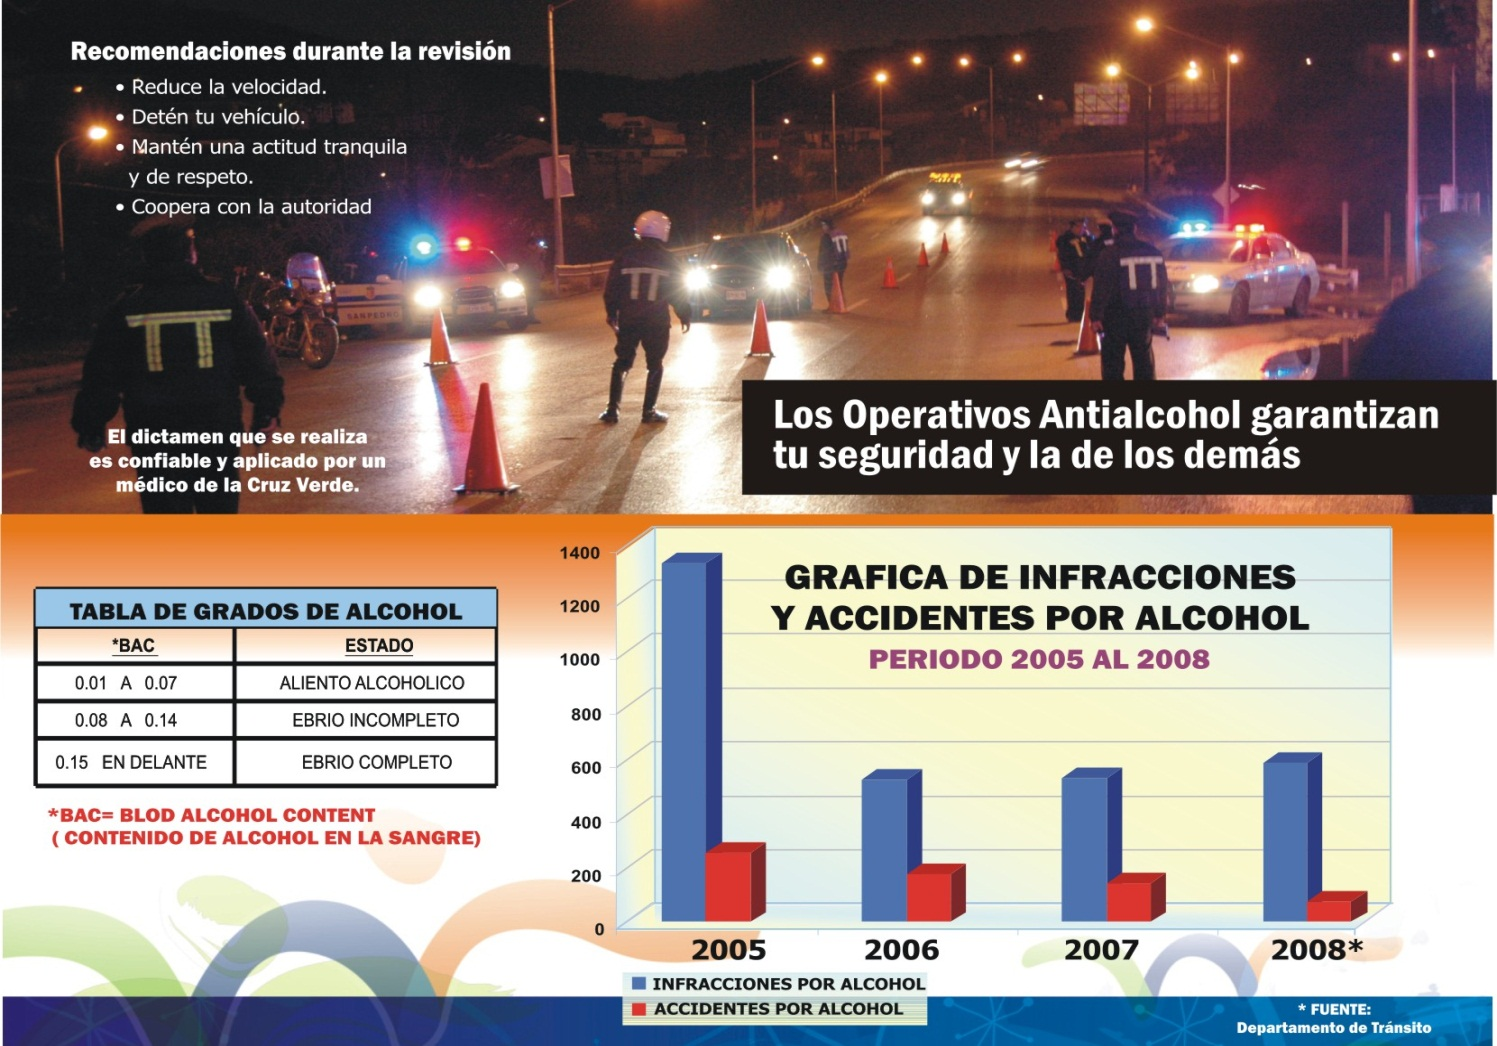 Recomendaciones durante la revisión
• Reduce la velocidad.
• Detén tu vehículo.
• Mantén una actitud tranquila
y de respeto.
• Coopera con la autoridad
SANPEDRO
El dictamen que se realiza
es confiable y aplicado por un
médico de la Cruz Verde.
Los Operativos Antialcohol garantizan
tu seguridad y la de los demás
TABLA DE GRADOS DE ALCOHOL
*BAC ESTADO
0.01 A 0.07 ALIENTO ALCOHOLICO
0.08 A 0.14 EBRIO INCOMPLETO
0.15 EN DELANTE EBRIO COMPLETO
*BAC= BLOD ALCOHOL CONTENT
( CONTENIDO DE ALCOHOL EN LA SANGRE)
GRAFICA DE INFRACCIONES
Y ACCIDENTES POR ALCOHOL
PERIODO 2005 AL 2008
1400
1200
1000
800
600
400
200
0
2005 2006 2007 2008*
INFRACCIONES POR ALCOHOL
ACCIDENTES POR ALCOHOL
* FUENTE:
Departamento de Tránsito